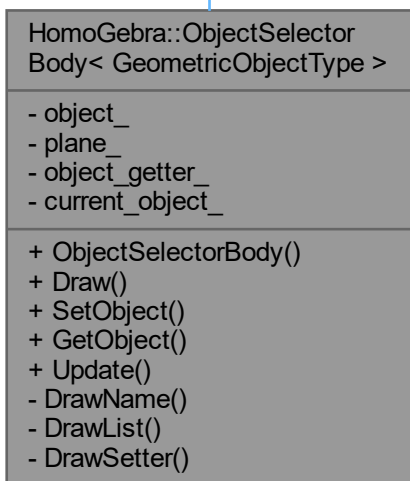 HomoGebra::ObjectSelector
Body< GeometricObjectType >
- object_
- plane_
- object_getter_
- current_object_
+ ObjectSelectorBody()
+ Draw()
+ SetObject()
+ GetObject()
+ Update()
- DrawName()
- DrawList()
- DrawSetter()